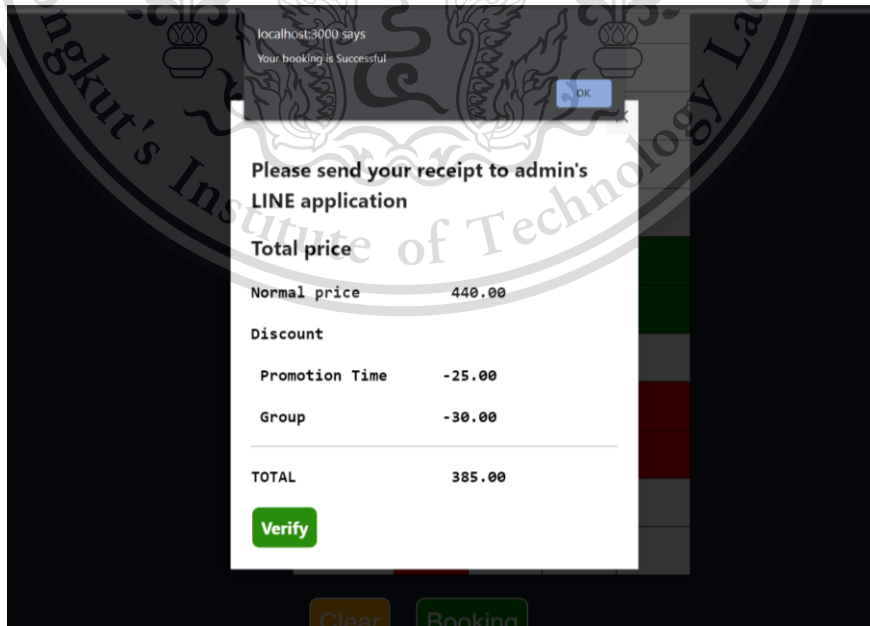 localhost:3000 says
Your booking is Successful
OK
Please send your receipt to admin's
LINE application
Total price
Normal price 440.00
Discount
Promotion Time -25.00
Group -30.00
TOTAL 385.00
Verify
Clear Booking
ongkut's Institute of Technology La